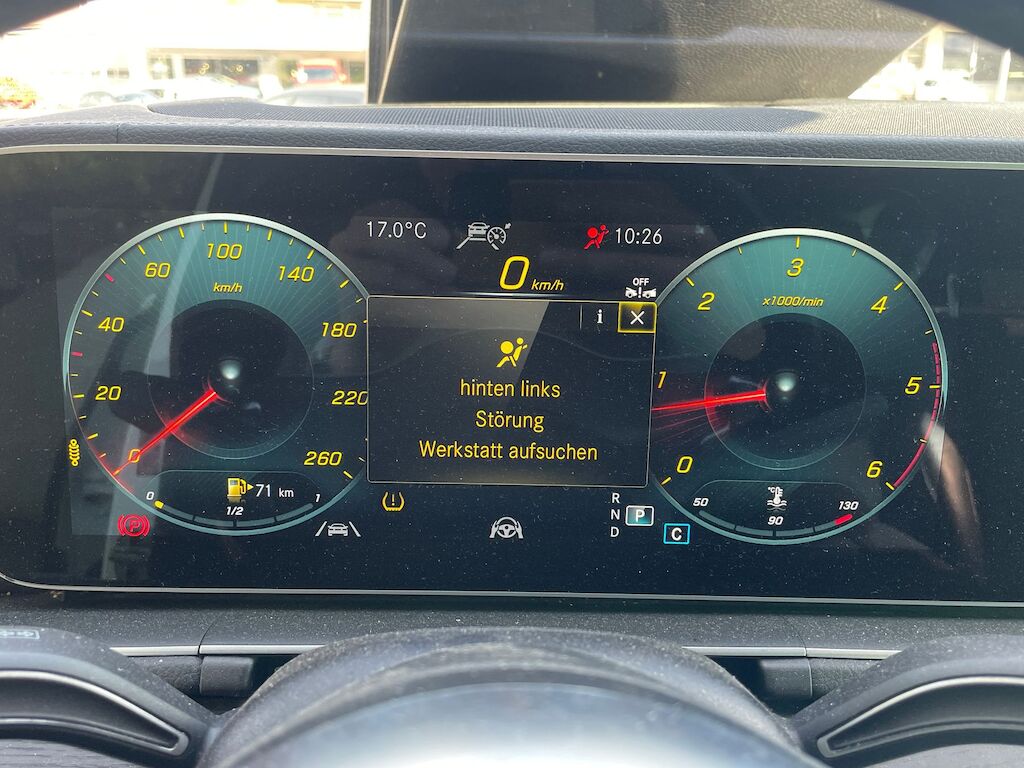 17.0°C
10:26
0 km/h
OFF
i
hinten links
Störung
Werkstatt aufsuchen
0
20
40
60
100
140
180
220
260
km/h
0
1/2
1
71 km
0
1
2
3
4
5
6
x1000/min
50
90
130
°C
R
N
D
P
C
P